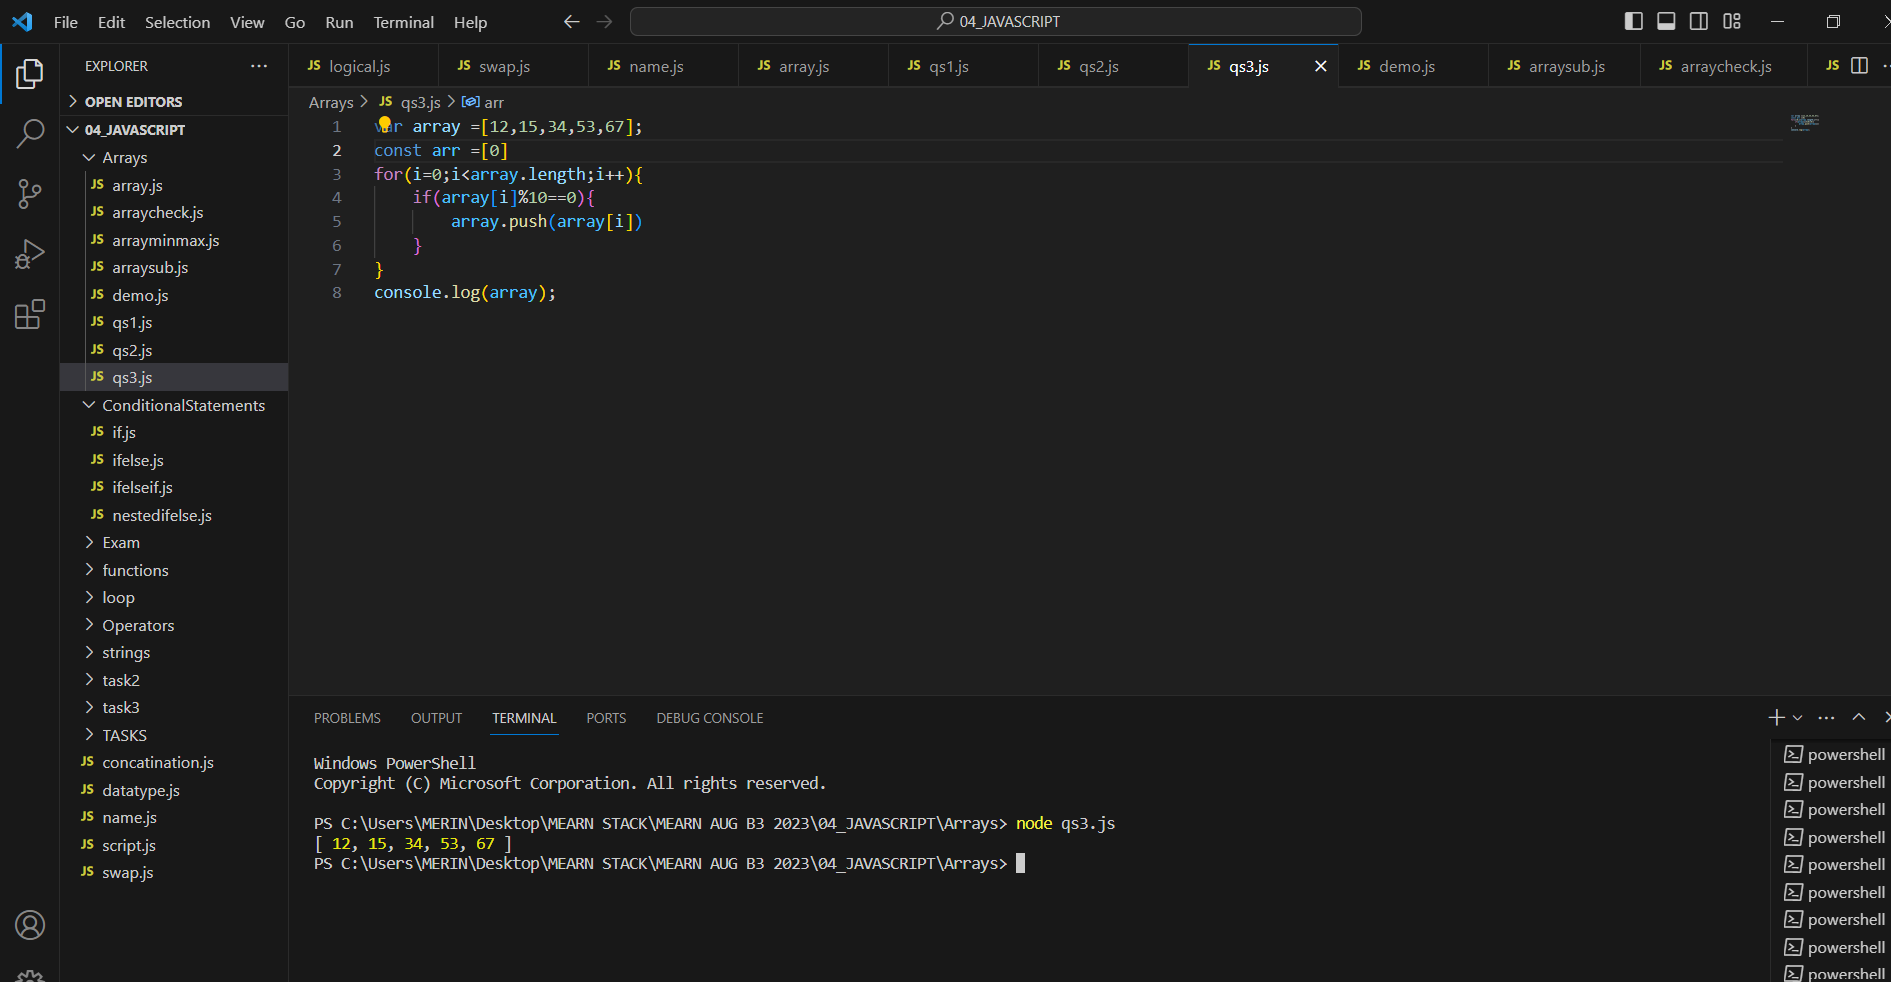 File Edit Selection View Go Run Terminal Help
04_JAVASCRIPT
EXPLORER
OPEN EDITORS
04_JAVASCRIPT
Arrays
JS array.js
JS arraycheck.js
JS arrayminmax.js
JS arraysub.js
JS demo.js
JS qs1.js
JS qs2.js
JS qs3.js
ConditionalStatements
JS if.js
JS ifelse.js
JS ifelseif.js
JS nestedifelse.js
Exam
functions
loop
Operators
strings
task2
task3
TASKS
JS concatination.js
JS datatype.js
JS name.js
JS script.js
JS swap.js
JS logical.js JS swap.js JS name.js JS array.js JS qs1.js JS qs2.js JS qs3.js JS demo.js JS arraysub.js JS arraycheck.js JS
Arrays > JS qs3.js > arr
1 var array =[12,15,34,53,67];
2 const arr =[0]
3 for(i=0;i<array.length;i++){
4 if(array[i]%10==0){
5 array.push(array[i])
6 }
7 }
8 console.log(array);
PROBLEMS OUTPUT TERMINAL PORTS DEBUG CONSOLE
Windows PowerShell
Copyright (C) Microsoft Corporation. All rights reserved.
PS C:\Users\MERIN\Desktop\MEARN STACK\MEARN AUG B3 2023\04_JAVASCRIPT\Arrays> node qs3.js
[ 12, 15, 34, 53, 67 ]
PS C:\Users\MERIN\Desktop\MEARN STACK\MEARN AUG B3 2023\04_JAVASCRIPT\Arrays>
powershell
powershell
powershell
powershell
powershell
powershell
powershell
powershell
powershell